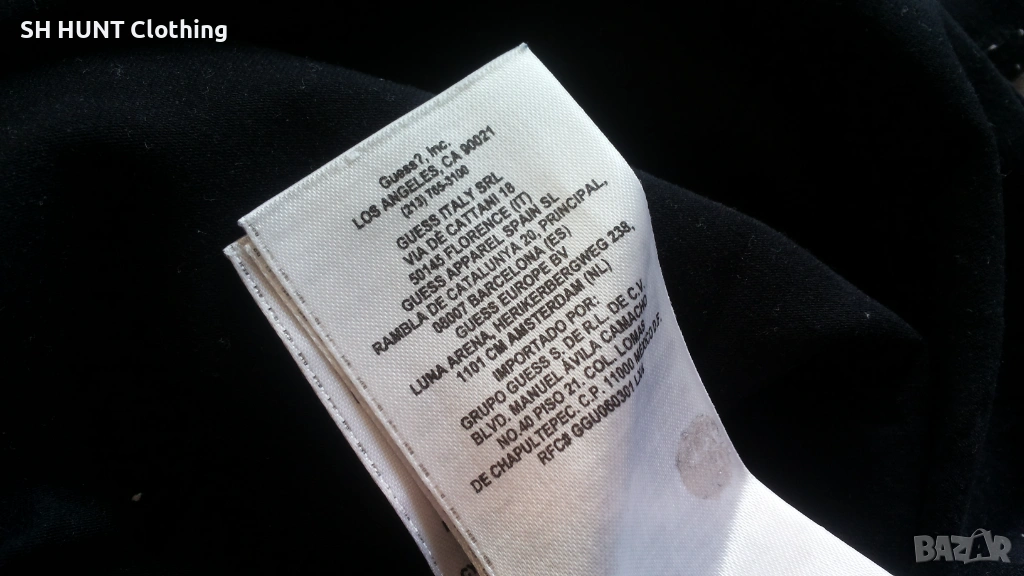 SH HUNT Clothing
Guess?, Inc.
LOS ANGELES, CA 90021
(213) 765-3100
GUESS ITALY SRL
VIA DE CATTANI 18
50145 FLORENCE (IT)
GUESS APPAREL SPAIN SL
RAMBLA DE CATALUNYA 20, PRINCIPAL,
08007 BARCELONA (ES)
GUESS EUROPE BV
LUNA ARENA, HERIKERBERGWEG 238,
1101 CM AMSTERDAM (NL)
IMPORTADO POR:
GRUPO GUESS S. DE R.L. DE C.V.
BLVD. MANUEL ÁVILA CAMACHO
NO.40 PISO 21, COL. LOMAS
DE CHAPULTEPEC, C.P. 11000 MEXICO D.F.
RFC# GGU060301
BAZAR